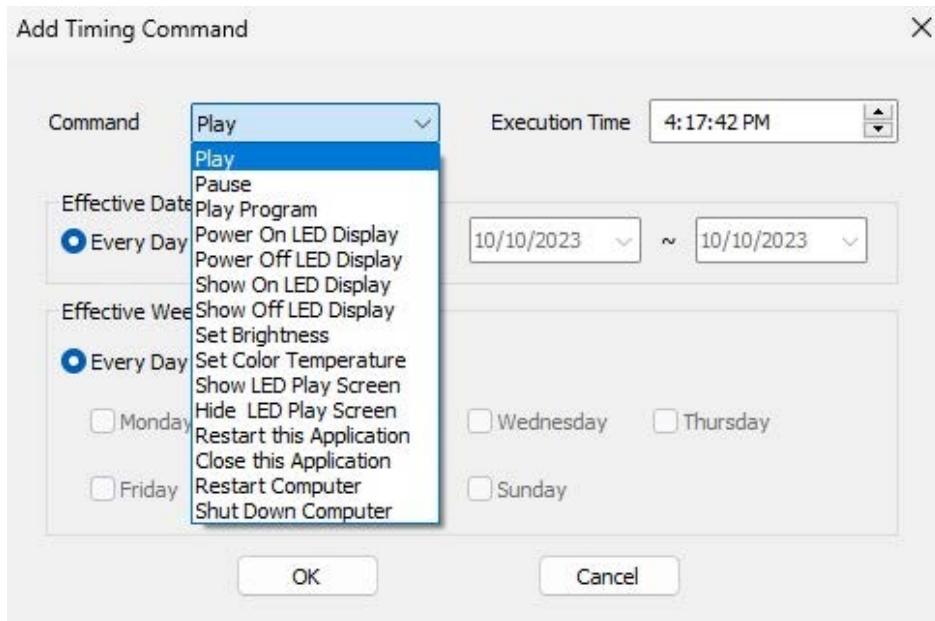 Add Timing Command
Command Play Execution Time 4:17:42 PM
Play
Pause
Play Program
Power On LED Display
Power Off LED Display
Show On LED Display
Show Off LED Display
Set Brightness
Set Color Temperature
Show LED Play Screen
Hide LED Play Screen
Restart this Application
Close this Application
Restart Computer
Shut Down Computer
Effective Date
Every Day 10/10/2023 ~ 10/10/2023
Effective Wee
Every Day
Monday Wednesday Thursday
Friday Sunday
OK Cancel